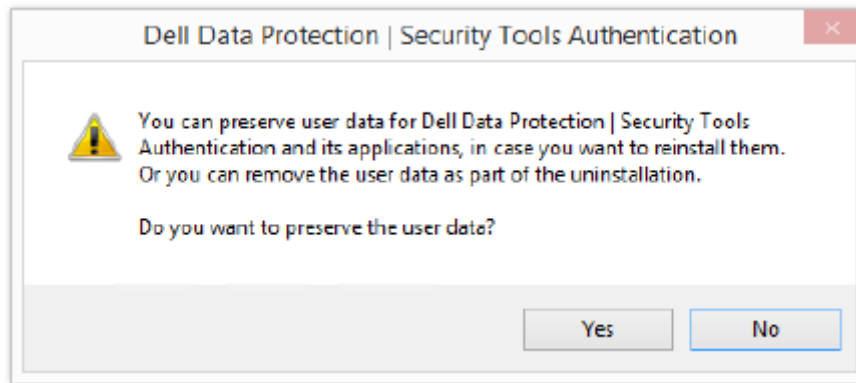 Dell Data Protection | Security Tools Authentication
You can preserve user data for Dell Data Protection | Security Tools
Authentication and its applications, in case you want to reinstall them.
Or you can remove the user data as part of the uninstallation.
Do you want to preserve the user data?
Yes No